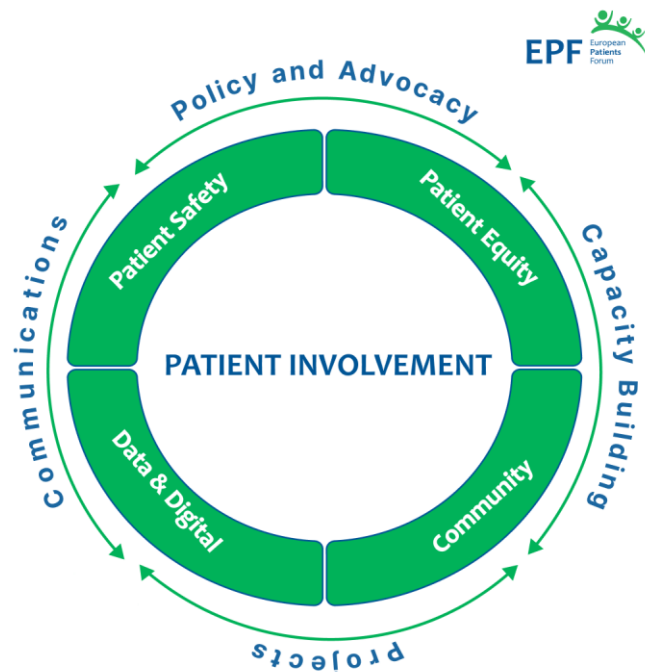 EPF
European
Patients
Forum
Policy and Advocacy
Patient Safety
Patient Equity
Communications
Capacity Building
PATIENT INVOLVEMENT
Data & Digital
Community
Projects